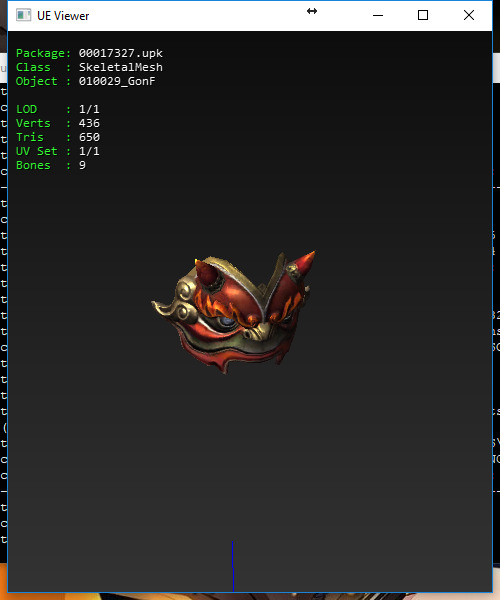 UE Viewer
Package: 00017327.upk
Class : SkeletalMesh
Object : 010029_GonF
LOD : 1/1
Verts : 436
Tris : 650
UV Set : 1/1
Bones : 9